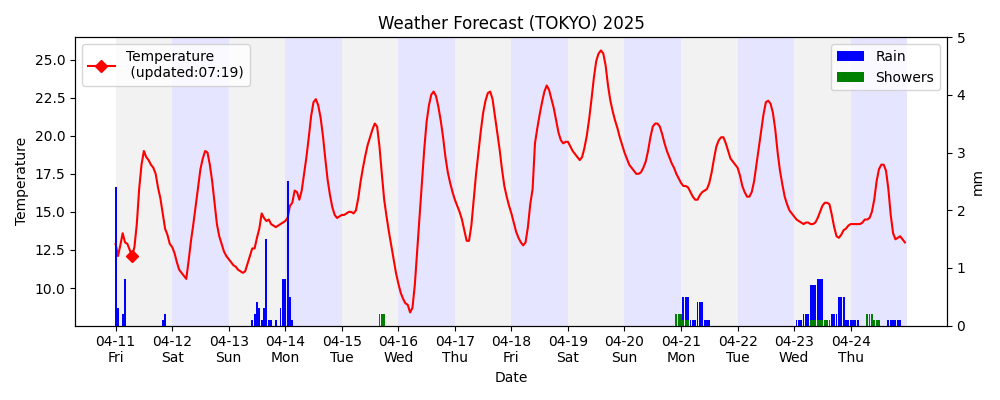 Weather Forecast (TOKYO) 2025
Temperature
(updated:07:19)
Rain
Showers
Temperature
25.0
22.5
20.0
17.5
15.0
12.5
10.0
5
4
3
2
1
0
mm
04-11 04-12 04-13 04-14 04-15 04-16 04-17 04-18 04-19 04-20 04-21 04-22 04-23 04-24
Fri Sat Sun Mon Tue Wed Thu Fri Sat Sun Mon Tue Wed Thu
Date